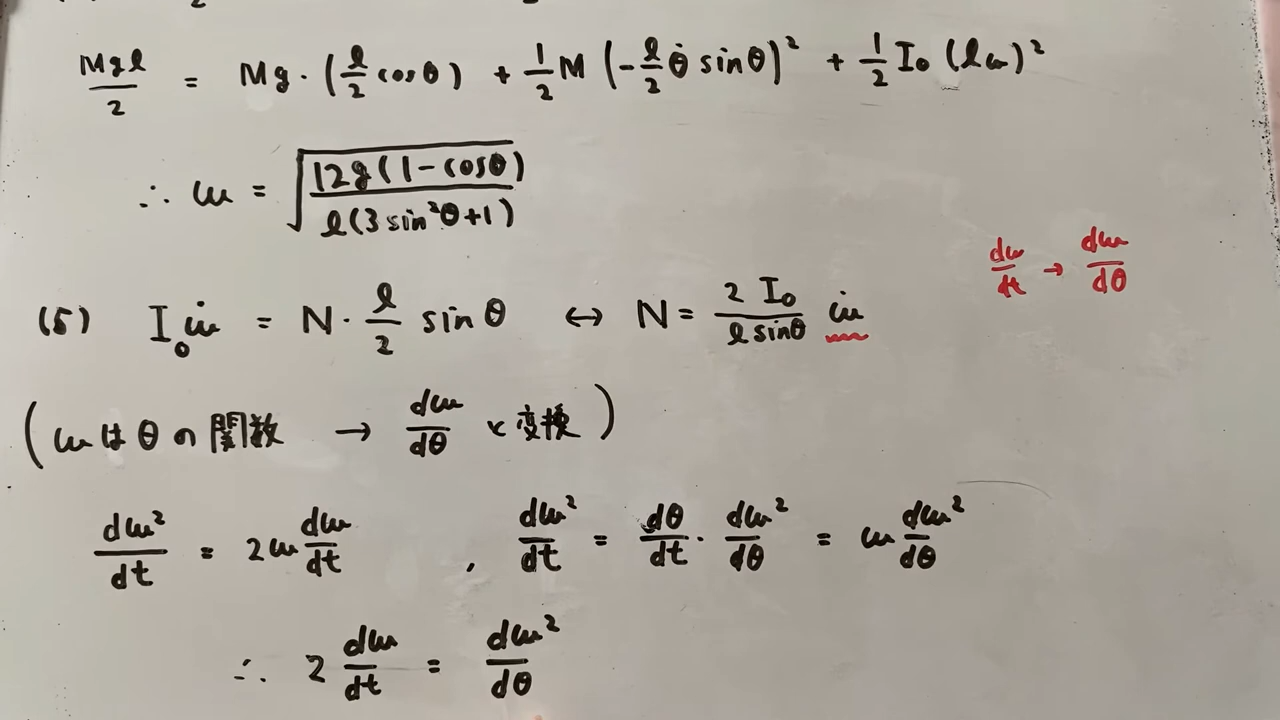 Mgl/2 = Mg・(l/2 cosθ) + 1/2 M (-l/2 θ̇ sinθ)² + 1/2 I₀ (lω)²
∴ ω = √(12g(1-cosθ) / l(3sin²θ+1))
dω/dt → dω/dθ
(5) I₀ω̇ = N・l/2 sinθ ↔ N = 2I₀/(l sinθ) ω̇
(ωはθの関数 → dω/dθ と変換)
dω²/dt = 2ω dω/dt , dω²/dt = dθ/dt・dω²/dθ = ω dω²/dθ
∴ 2 dω/dt = dω²/dθ